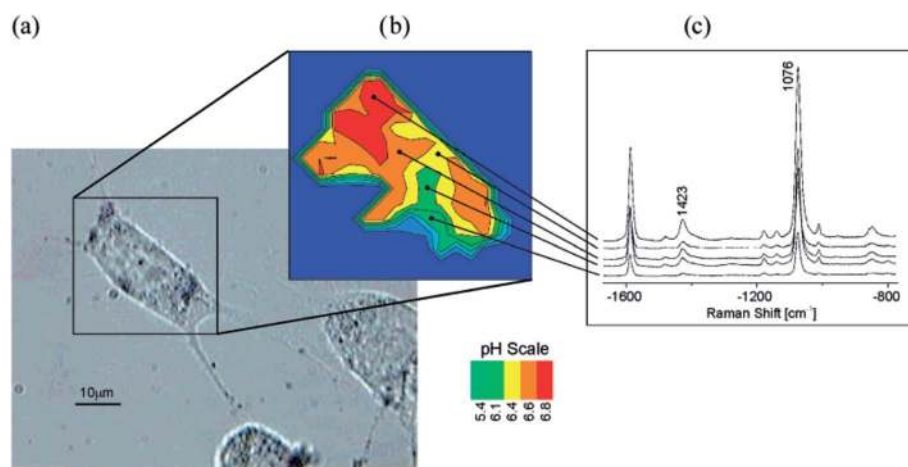 (a)
(b)
(c)
1076
1423
-1600 -1200 -800
Raman Shift [cm⁻¹]
10μm
pH Scale
5.4
6.1
6.4
6.6
6.8